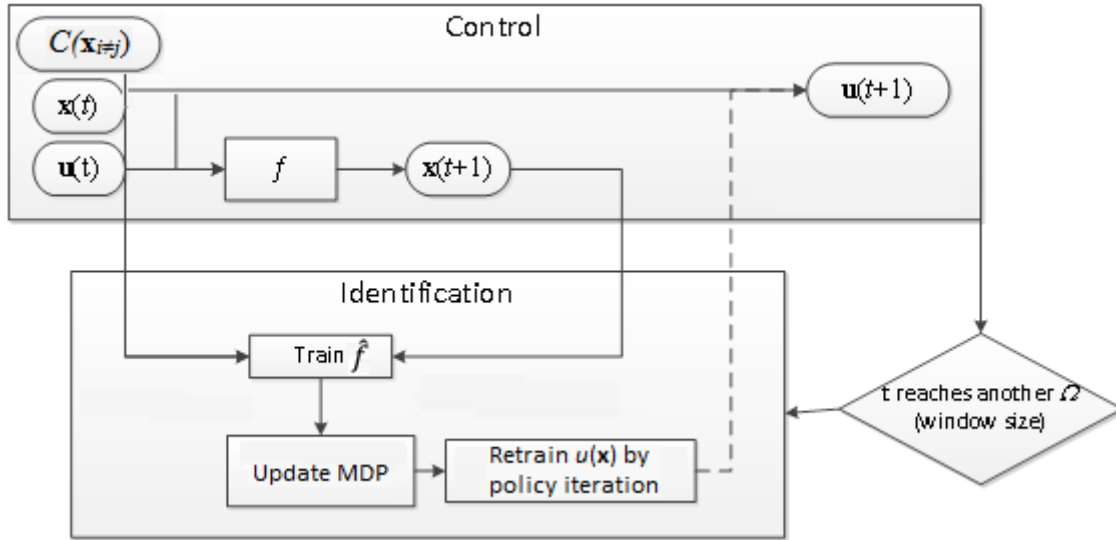 Control
C(x_{i≠j})
x(t)
u(t+1)
u(t)
f
x(t+1)
Identification
Train f̂
t reaches another Ω
(window size)
Update MDP
Retrain u(x) by
policy iteration